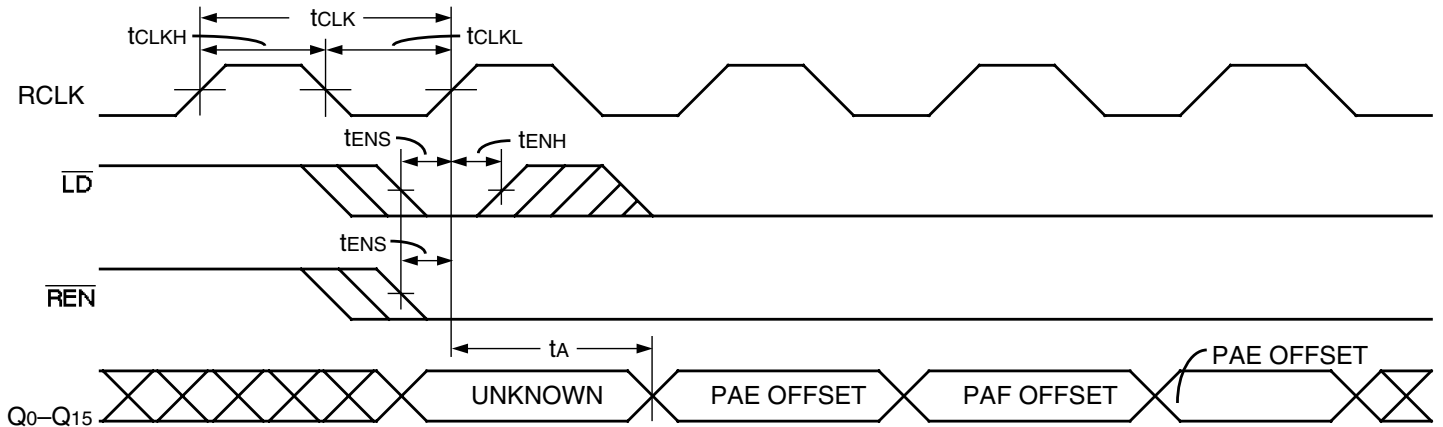 tCLK
tCLKH
tCLKL
RCLK
tENS
tENH
LD
tENS
REN
tA
PAE OFFSET
UNKNOWN
PAE OFFSET
PAF OFFSET
Q0–Q15